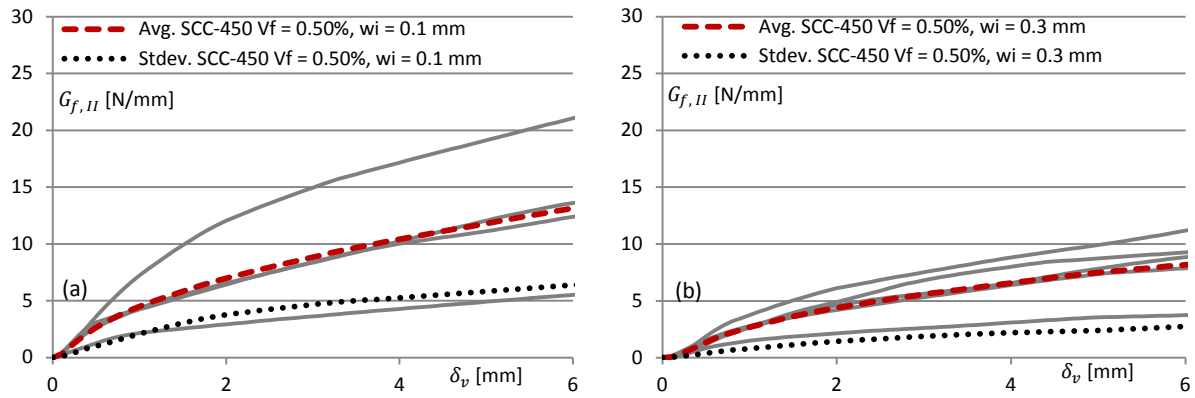 30
25
20
15
10
5
0
Avg. SCC-450 Vf = 0.50%, wi = 0.1 mm
Stdev. SCC-450 Vf = 0.50%, wi = 0.1 mm
G_{f,II} [N/mm]
(a)
δ_v [mm]
0 2 4 6
30
25
20
15
10
5
0
Avg. SCC-450 Vf = 0.50%, wi = 0.3 mm
Stdev. SCC-450 Vf = 0.50%, wi = 0.3 mm
G_{f,II} [N/mm]
(b)
δ_v [mm]
0 2 4 6